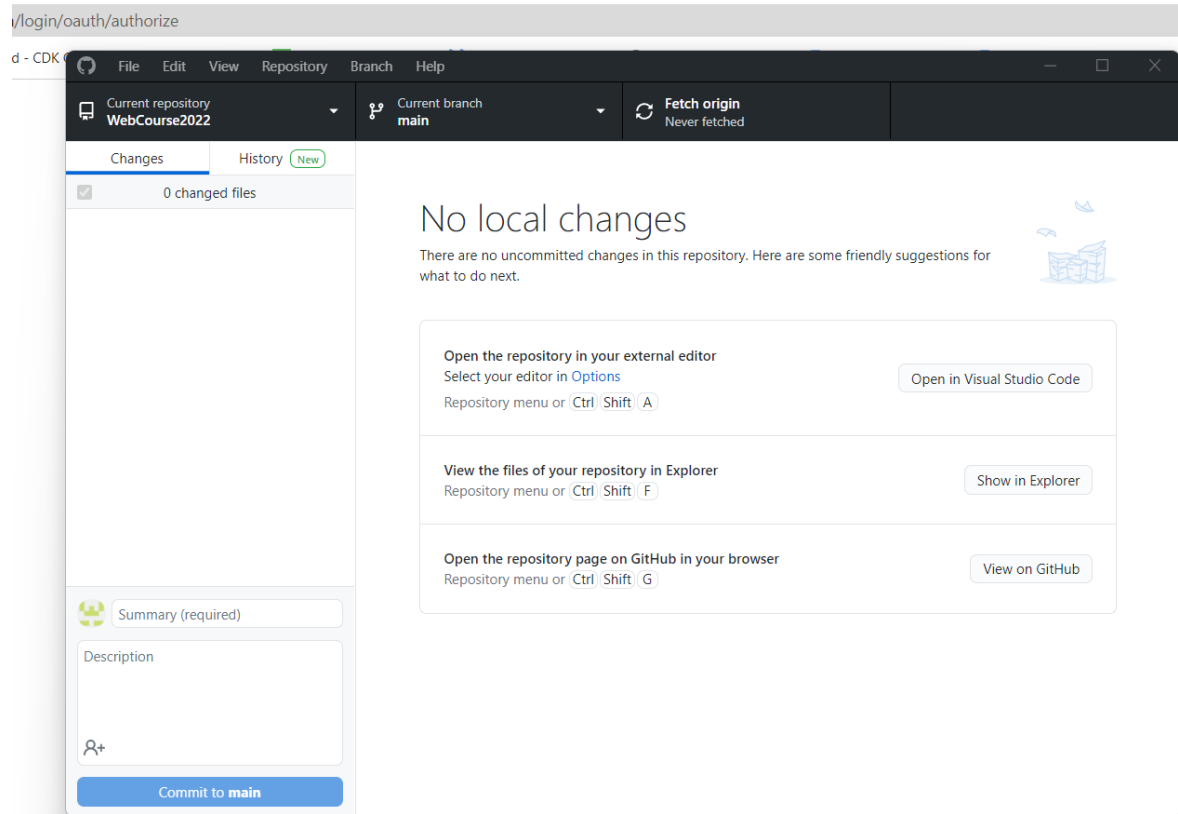 /login/oauth/authorize
d - CDK
File Edit View Repository Branch Help
Current repository
WebCourse2022
Current branch
main
Fetch origin
Never fetched
Changes
History New
0 changed files
No local changes
There are no uncommitted changes in this repository. Here are some friendly suggestions for
what to do next.
Open the repository in your external editor
Select your editor in Options
Repository menu or Ctrl Shift A
Open in Visual Studio Code
View the files of your repository in Explorer
Repository menu or Ctrl Shift F
Show in Explorer
Open the repository page on GitHub in your browser
Repository menu or Ctrl Shift G
View on GitHub
Summary (required)
Description
Commit to main